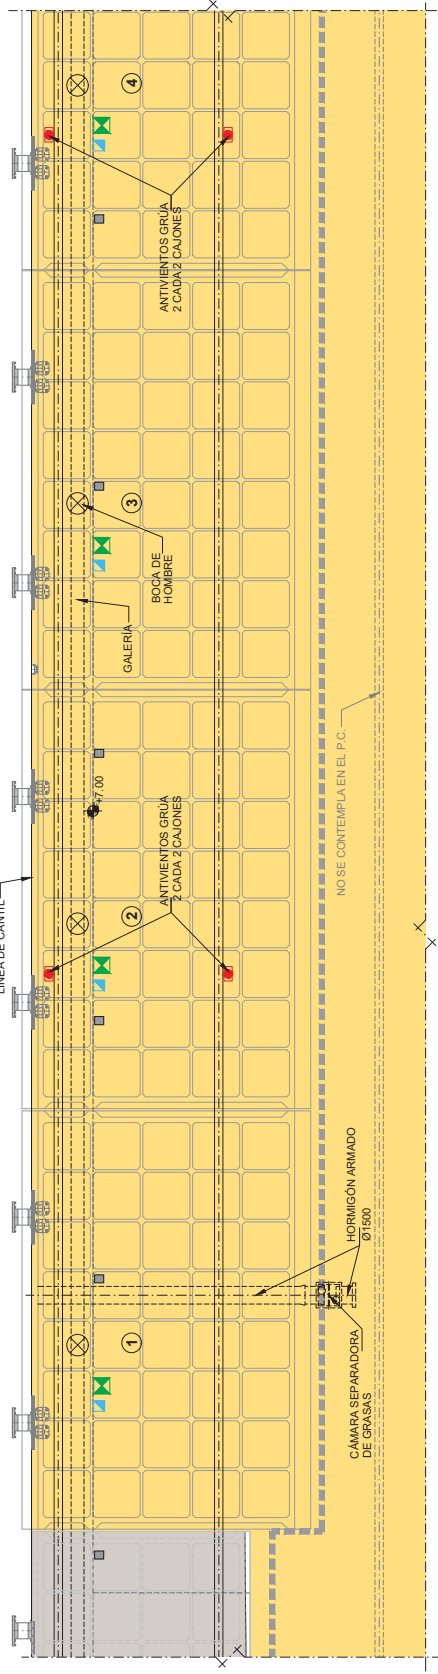 LÍNEA DE CANTIL
4
ANTIVIENTOS GRÚA
2 CADA 2 CAJONES
3
BOCA DE
HOMBRE
GALERÍA
+7.00
ANTIVIENTOS GRÚA
2 CADA 2 CAJONES
2
NO SE CONTEMPLA EN EL P.C.
HORMIGÓN ARMADO
Ø1500
1
CÁMARA SEPARADORA
DE GRASAS